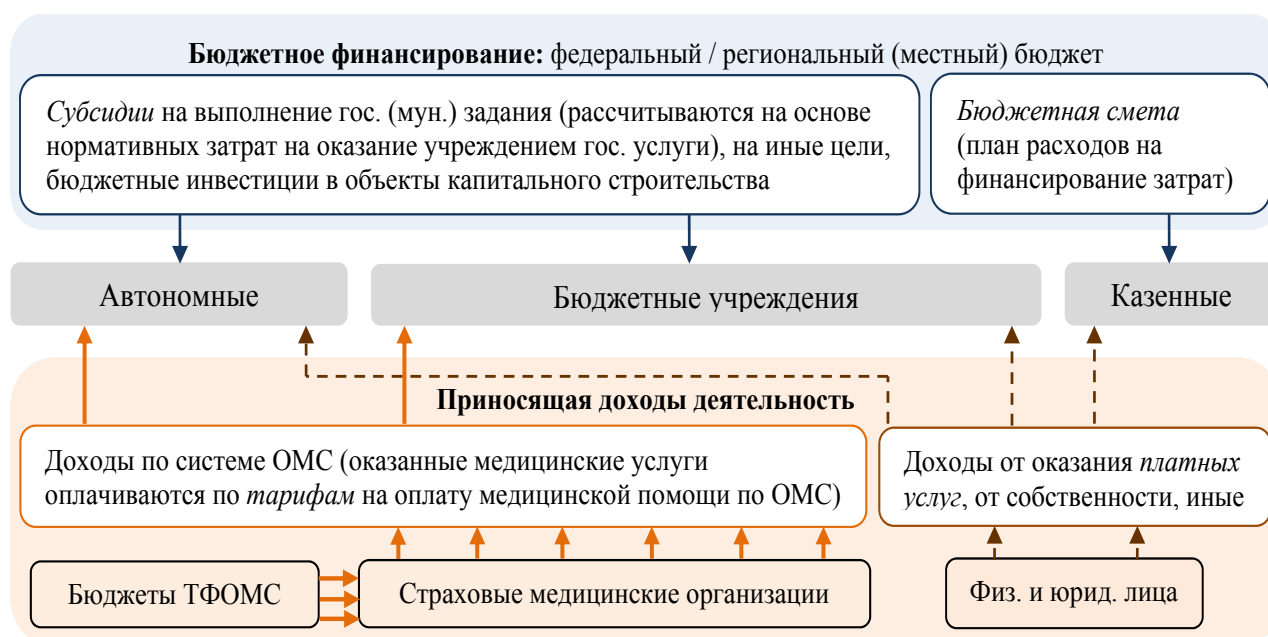 Бюджетное финансирование: федеральный / региональный (местный) бюджет
Субсидии на выполнение гос. (мун.) задания (рассчитываются на основе
нормативных затрат на оказание учреждением гос. услуги), на иные цели,
бюджетные инвестиции в объекты капитального строительства
Бюджетная смета
(план расходов на
финансирование затрат)
Автономные
Бюджетные учреждения
Казенные
Приносящая доходы деятельность
Доходы по системе ОМС (оказанные медицинские услуги
оплачиваются по тарифам на оплату медицинской помощи по ОМС)
Доходы от оказания платных
услуг, от собственности, иные
Бюджеты ТФОМС
Страховые медицинские организации
Физ. и юрид. лица